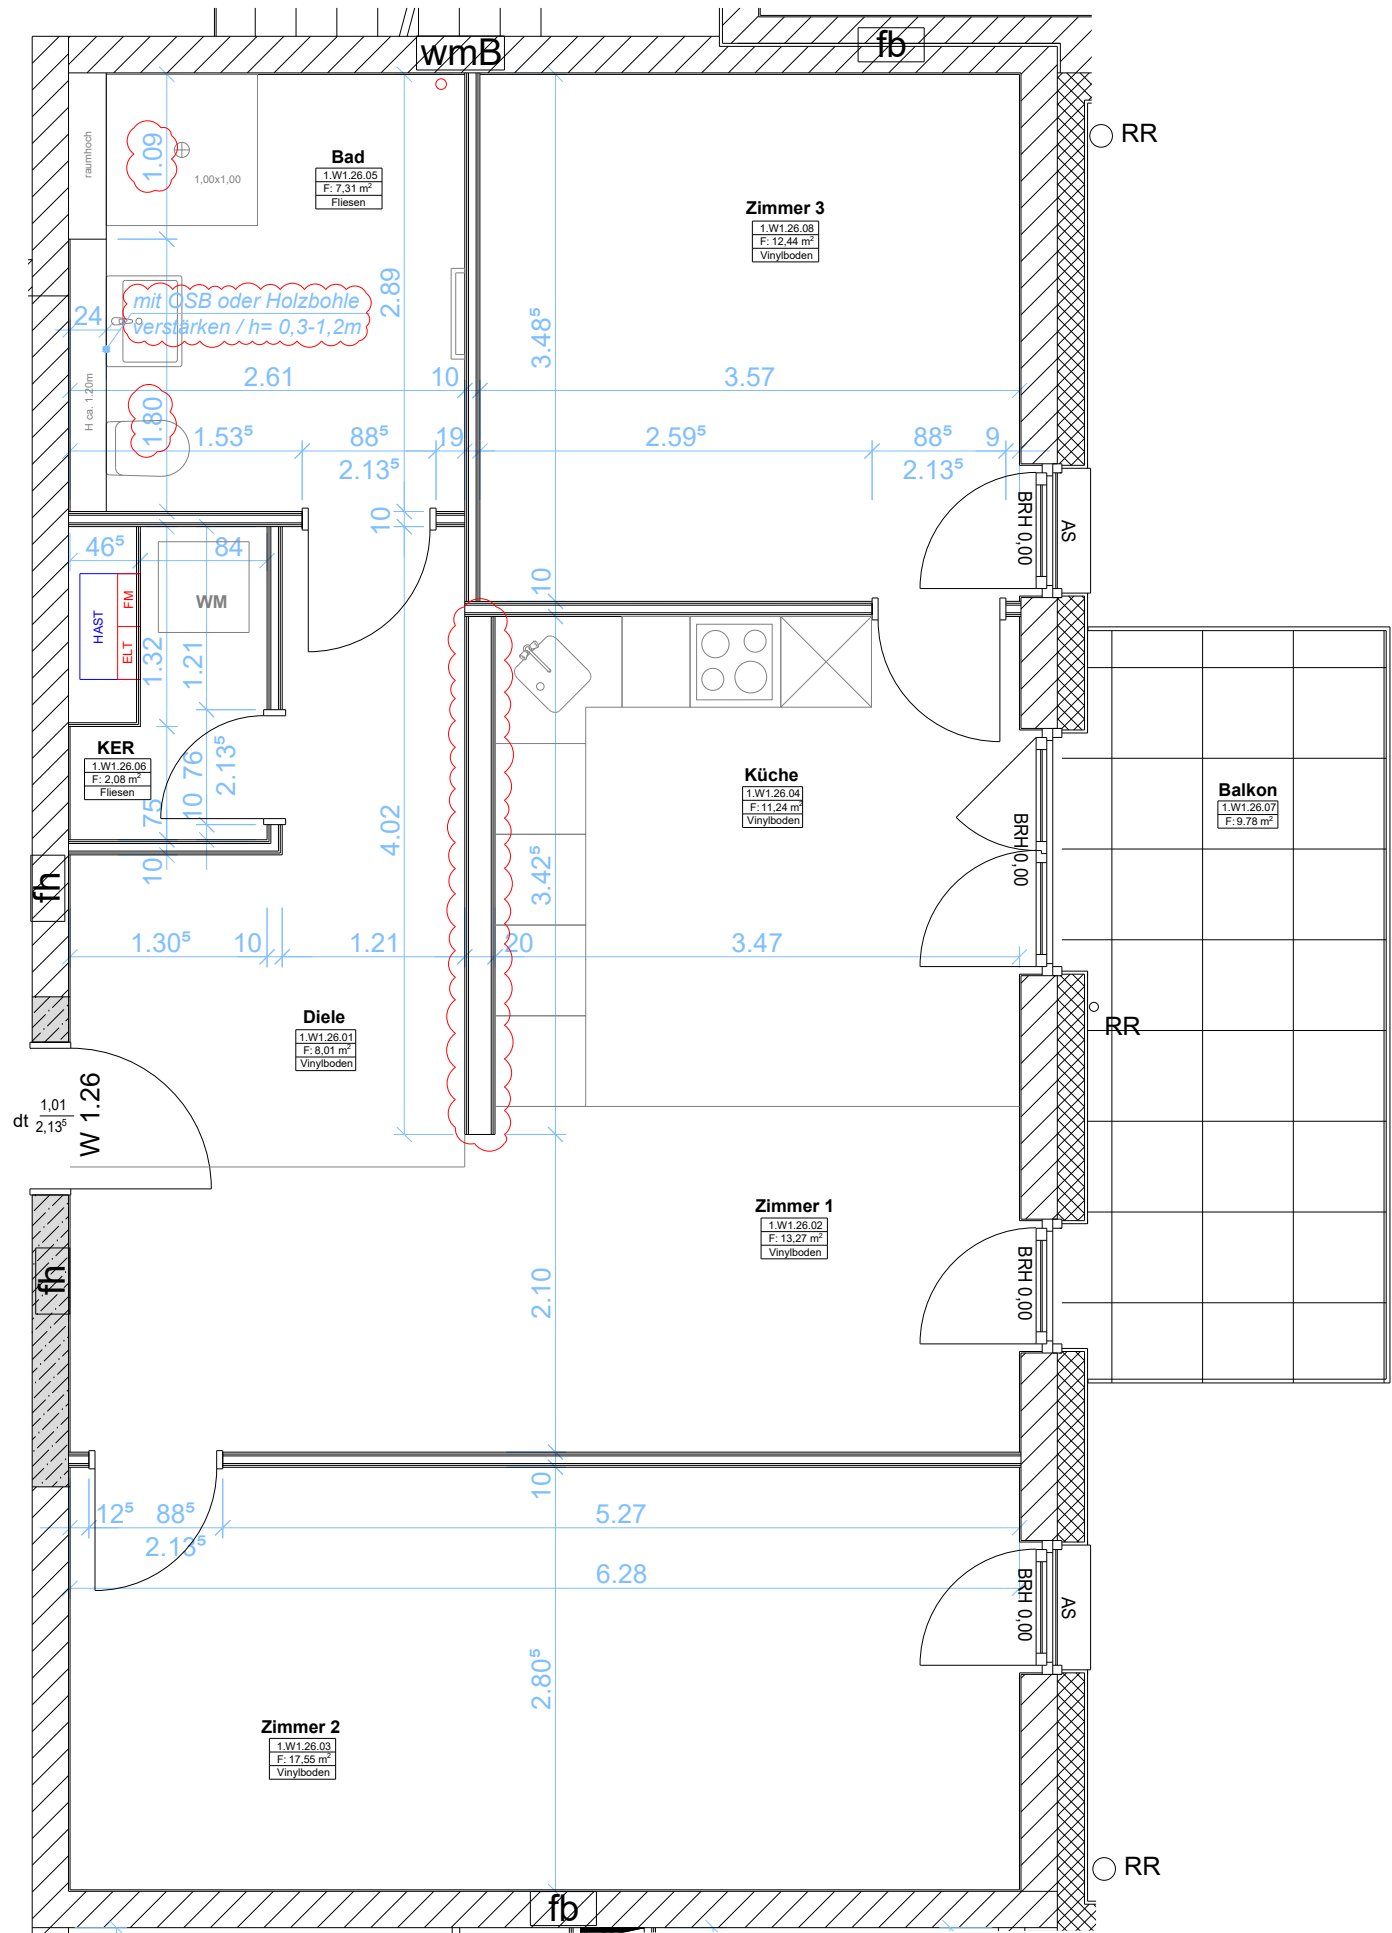 wmB
fb
RR
raumhoch
1.09
1,00x1,00
Bad
1.W1.26.05
F: 7,31 m²
Fliesen
Zimmer 3
1.W1.26.08
F: 12,44 m²
Vinylboden
2.89
mit OSB oder Holzbohle
verstärken / h= 0,3-1,2m
24
3.48⁵
H ca. 1.20m
1.80
2.61
10
3.57
1.53⁵
88⁵
19
2.13⁵
2.59⁵
88⁵
9
2.13⁵
BRH 0,00
AS
10
46⁵
84
WM
HAST
FM
ELT
1.32
1.21
10
KER
1.W1.26.06
F: 2,08 m²
Fliesen
76
2.13⁵
75
10
10
4.02
Küche
1.W1.26.04
F: 11,24 m²
Vinylboden
BRH 0,00
Balkon
1.W1.26.07
F: 9.78 m²
fh
3.42⁵
1.30⁵
10
1.21
20
3.47
Diele
1.W1.26.01
F: 8,01 m²
Vinylboden
RR
dt
1,01
2,13⁵
W 1.26
Zimmer 1
1.W1.26.02
F: 13,27 m²
Vinylboden
fh
2.10
BRH 0,00
10
12⁵
88⁵
2.13⁵
5.27
6.28
BRH 0,00
AS
2.80⁵
Zimmer 2
1.W1.26.03
F: 17,55 m²
Vinylboden
RR
fb